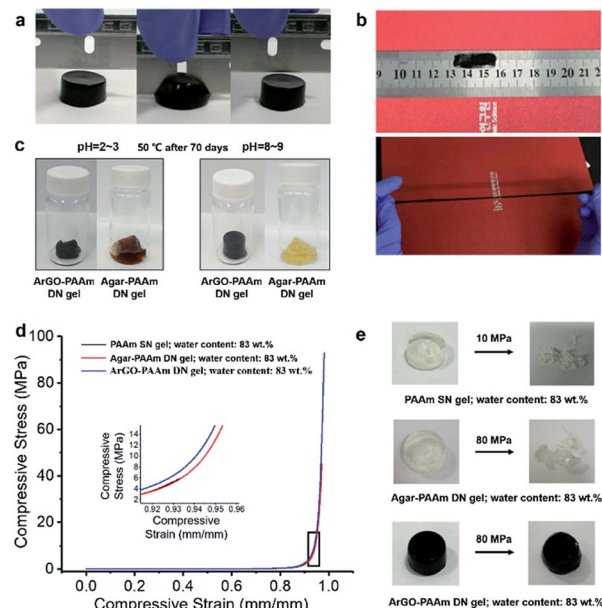 a
b
9 10 11 12 13 14 15 16 17 18 19 20 21 2
연구원
c
pH=2~3 50 ℃ after 70 days pH=8~9
ArGO-PAAm DN gel
Agar-PAAm DN gel
ArGO-PAAm DN gel
Agar-PAAm DN gel
d
Compressive Stress (MPa)
100
80
60
40
20
0
PAAm SN gel; water content: 83 wt.%
Agar-PAAm DN gel; water content: 83 wt.%
ArGO-PAAm DN gel; water content: 83 wt.%
Compressive
Stress (MPa)
14
12
10
8
6
4
2
0.92 0.93 0.94 0.95 0.96
Compressive
Strain (mm/mm)
0.0 0.2 0.4 0.6 0.8 1.0
Compressive Strain (mm/mm)
e
10 MPa
PAAm SN gel; water content: 83 wt.%
80 MPa
Agar-PAAm DN gel; water content: 83 wt.%
80 MPa
ArGO-PAAm DN gel; water content: 83 wt.%